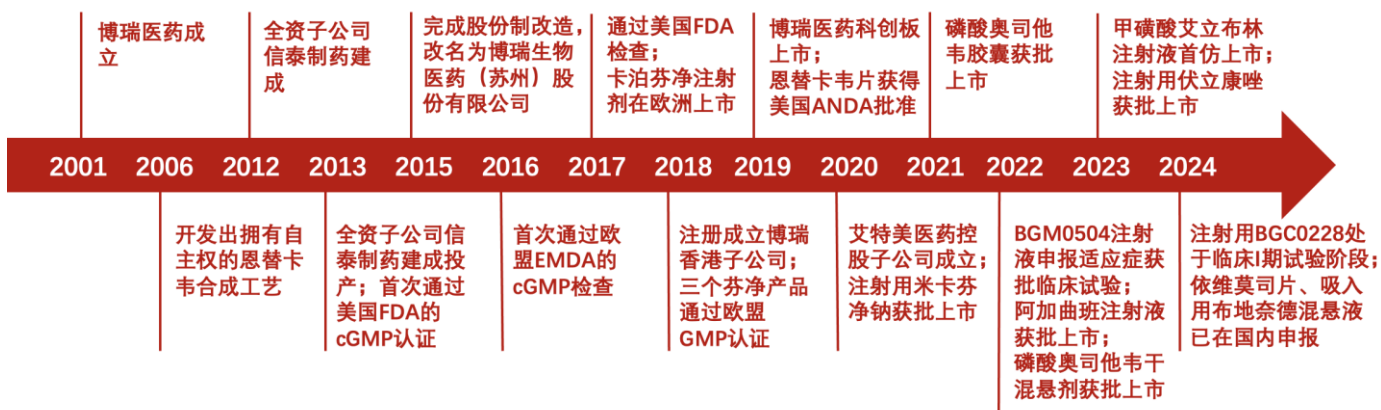 博瑞医药成
立
全资子公司
信泰制药建
成
完成股份制改造，
改名为博瑞生物
医药（苏州）股
份有限公司
通过美国FDA
检查；
卡泊芬净注射
剂在欧洲上市
博瑞医药科创板
上市；
恩替卡韦片获得
美国ANDA批准
磷酸奥司他
韦胶囊获批
上市
甲磺酸艾立布林
注射液首仿上市；
注射用伏立康唑
获批上市
2001 2006 2012 2013 2015 2016 2017 2018 2019 2020 2021 2022 2023 2024
开发出拥有自
主权的恩替卡
韦合成工艺
全资子公司信
泰制药建成投
产；首次通过
美国FDA的
cGMP认证
首次通过欧
盟EMDA的
cGMP检查
注册成立博瑞
香港子公司；
三个芬净产品
通过欧盟
GMP认证
艾特美医药控
股子公司成立；
注射用米卡芬
净钠获批上市
BGM0504注射
液申报适应症获
批临床试验；
阿加曲班注射液
获批上市；
磷酸奥司他韦干
混悬剂获批上市
注射用BGC0228处
于临床I期试验阶段；
依维莫司片、吸入
用布地奈德混悬液
已在国内申报